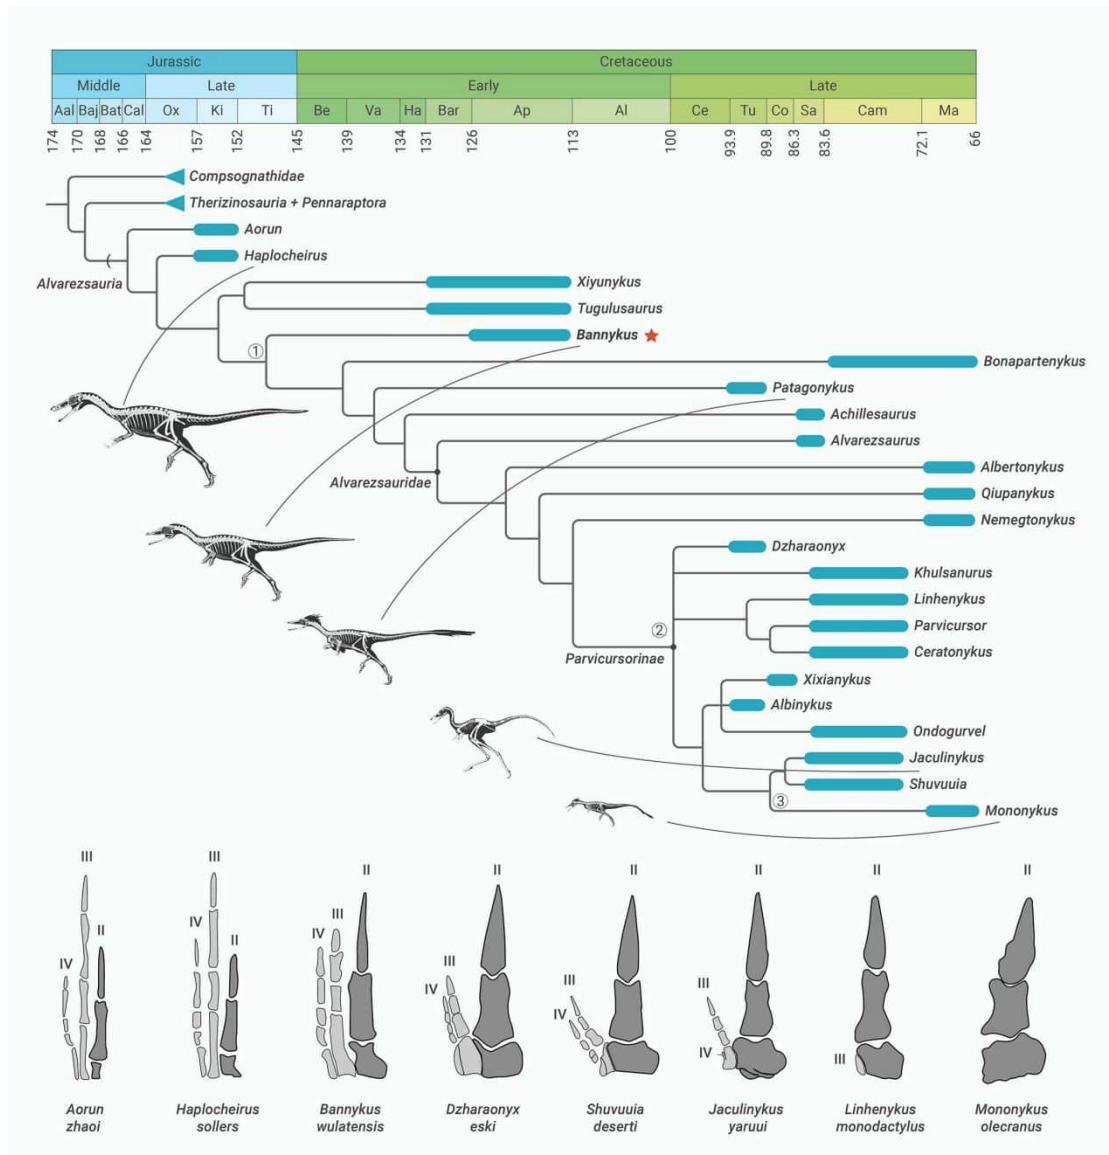 Jurassic Cretaceous
Middle Late Early Late
Aal Baj Bat Cal Ox Ki Ti Be Va Ha Bar Ap Al Ce Tu Co Sa Cam Ma
174 170 168 166 164 157 152 145 139 134 131 126 113 100 93.9 89.8 86.3 83.6 72.1 66
Compsognathidae
Therizinosauria + Pennaraptora
Aorun
Haplocheirus
Alvarezsauria
Xiyunykus
Tugulusaurus
Bannykus
①
Bonapartenykus
Patagonykus
Achillesaurus
Alvarezsaurus
Albertonykus
Alvarezsauridae
Qiupanykus
Nemegtonykus
Dzharaonyx
Khulsanurus
Linhenykus
Parvicursor
②
Ceratonykus
Parvicursorinae
Xixianykus
Albinykus
Ondogurvel
Jaculinykus
Shuvuuia
③
Mononykus
III IV II
III IV II
II III IV
II III IV
II III IV
II III IV
II III
II
Aorun
zhaoi
Haplocheirus
sollers
Bannykus
wulatensis
Dzharaonyx
eski
Shuvuuia
deserti
Jaculinykus
yaruui
Linhenykus
monodactylus
Mononykus
olecranus